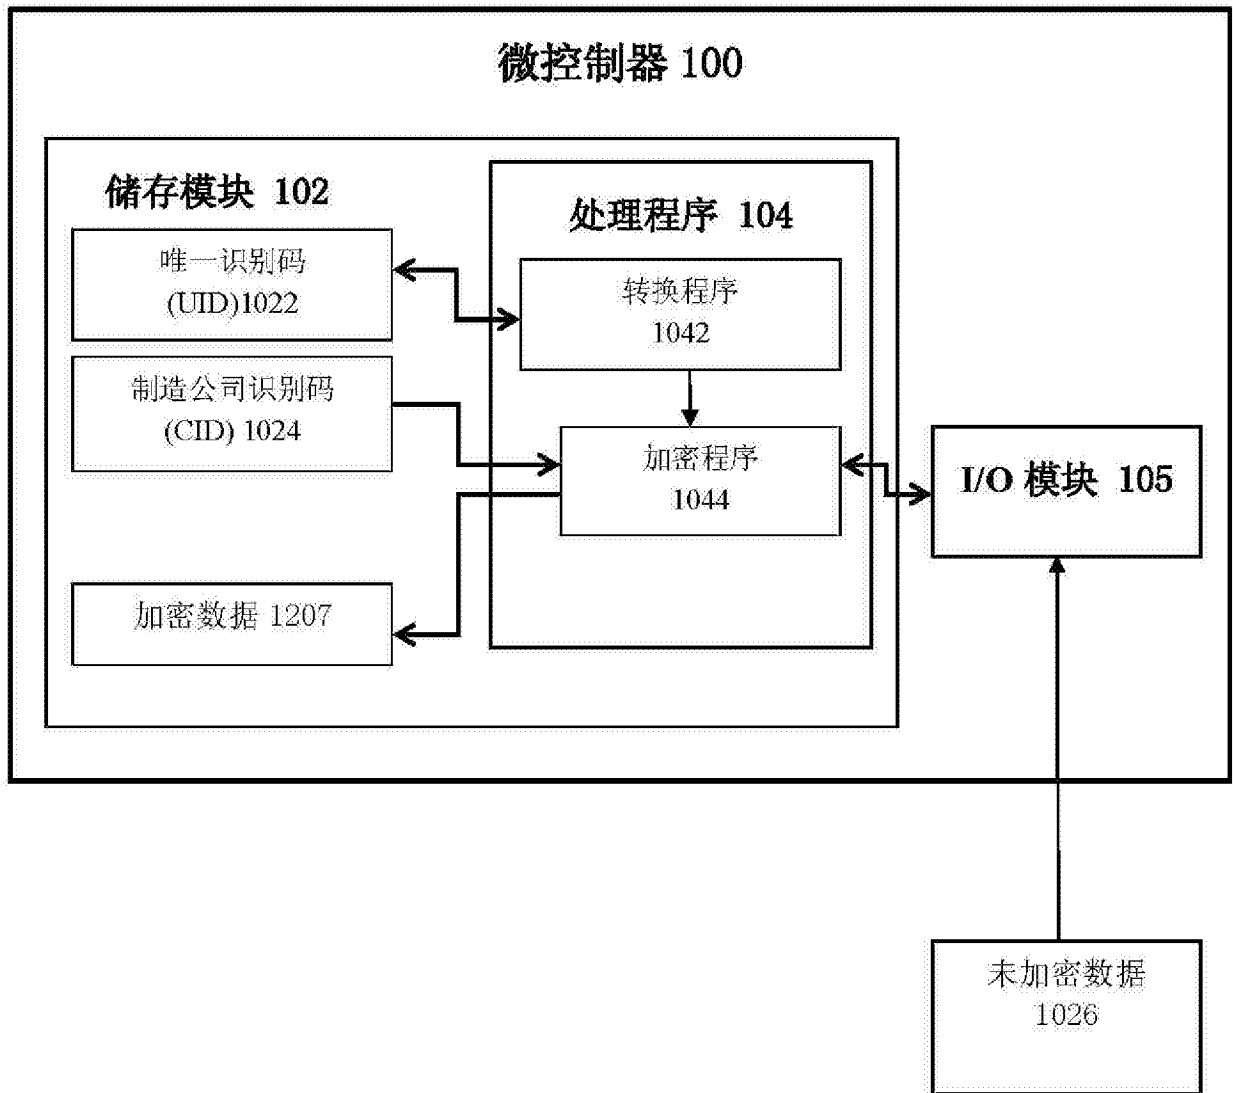 微控制器 100
储存模块 102
唯一识别码
(UID)1022
制造公司识别码
(CID) 1024
加密数据 1207
处理程序 104
转换程序
1042
加密程序
1044
I/O 模块 105
未加密数据
1026